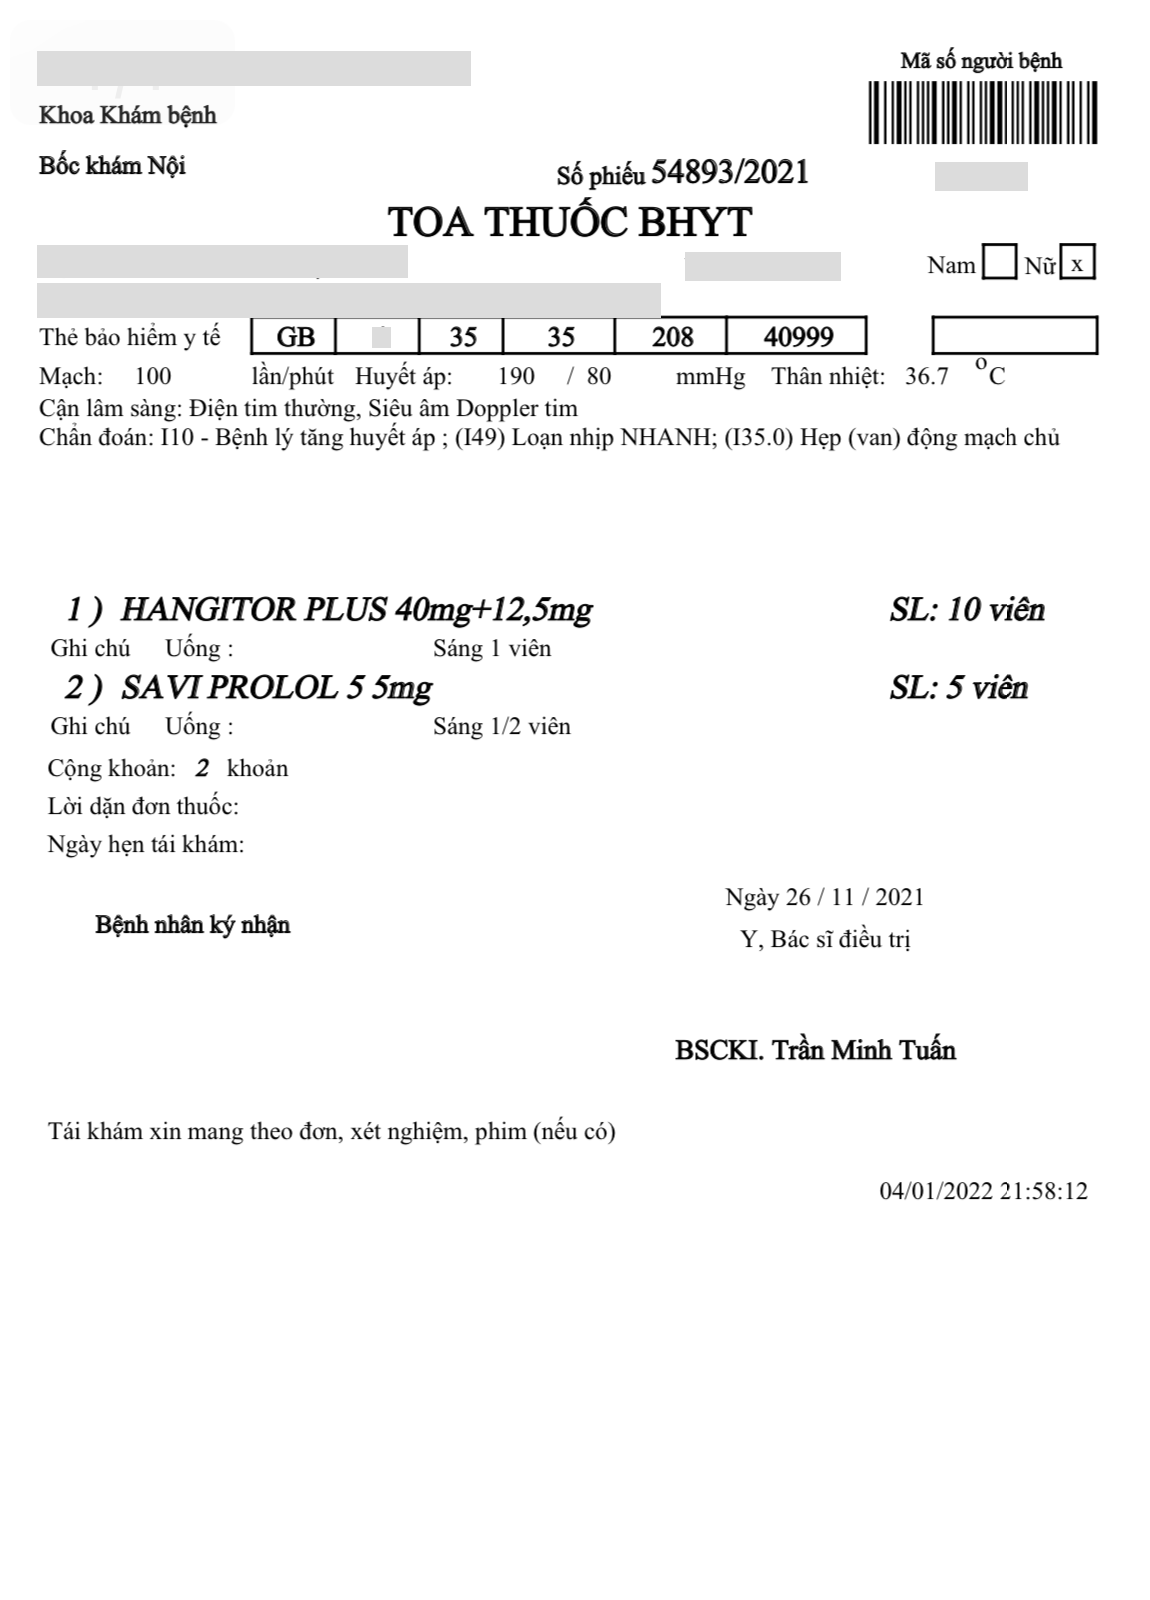 Mã số người bệnh
Khoa Khám bệnh
Bốc khám Nội
Số phiếu 54893/2021
TOA THUỐC BHYT
Nam Nữ x
Thẻ bảo hiểm y tế GB 35 35 208 40999
Mạch: 100 lần/phút Huyết áp: 190 / 80 mmHg Thân nhiệt: 36.7 °C
Cận lâm sàng: Điện tim thường, Siêu âm Doppler tim
Chẩn đoán: I10 - Bệnh lý tăng huyết áp ; (I49) Loạn nhịp NHANH; (I35.0) Hẹp (van) động mạch chủ
1 ) HANGITOR PLUS 40mg+12,5mg SL: 10 viên
Ghi chú Uống : Sáng 1 viên
2 ) SAVI PROLOL 5 5mg SL: 5 viên
Ghi chú Uống : Sáng 1/2 viên
Cộng khoản: 2 khoản
Lời dặn đơn thuốc:
Ngày hẹn tái khám:
Ngày 26 / 11 / 2021
Bệnh nhân ký nhận
Y, Bác sĩ điều trị
BSCKI. Trần Minh Tuấn
Tái khám xin mang theo đơn, xét nghiệm, phim (nếu có)
04/01/2022 21:58:12